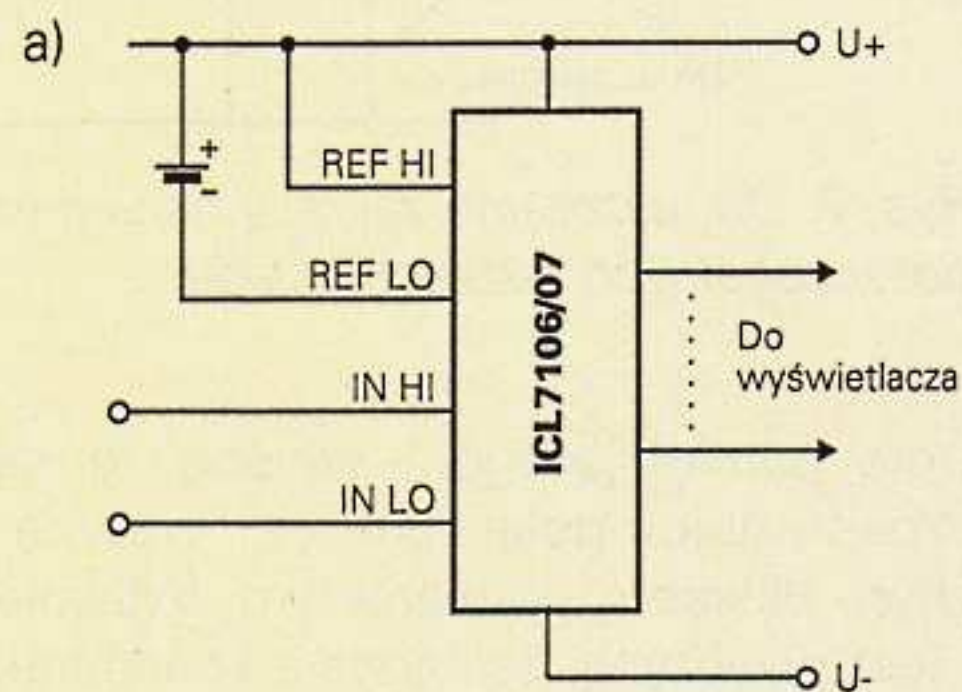 a)
U+
+
-
REF HI
REF LO
ICL7106/07
Do
wyświetlacza
IN HI
IN LO
U-